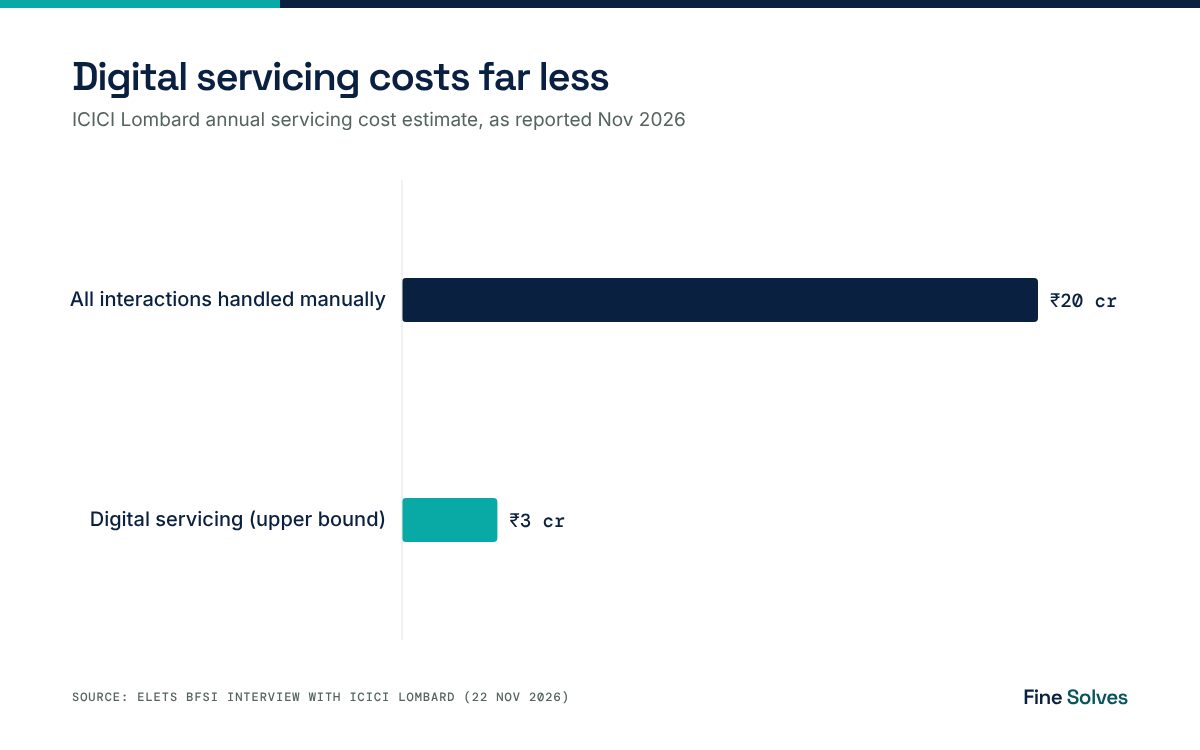 Digital servicing costs far less
ICICI Lombard annual servicing cost estimate, as reported Nov 2026
All interactions handled manually
₹20 cr
Digital servicing (upper bound)
₹3 cr
SOURCE: ELETS BFSI INTERVIEW WITH ICICI LOMBARD (22 NOV 2026)
Fine Solves